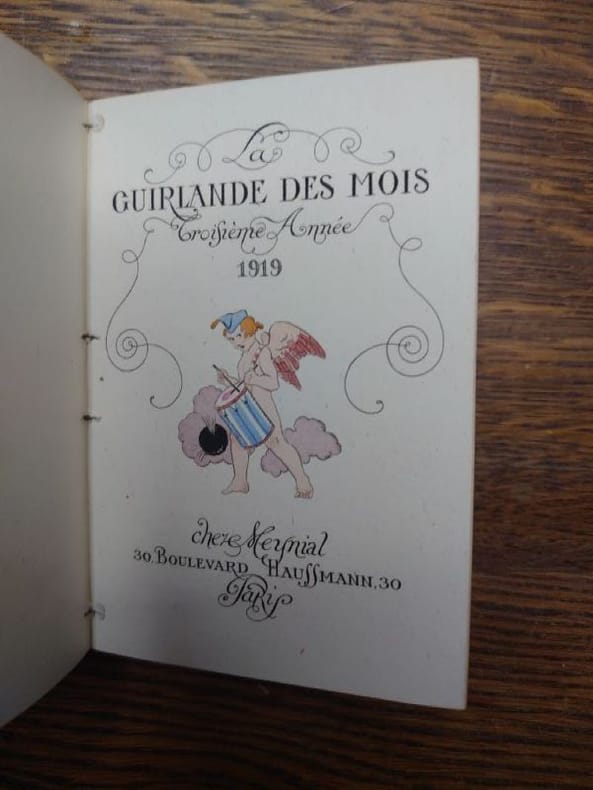 La
GUIRLANDE DES MOIS
Troisième Année
1919
chez Meynial
30, BOULEVARD HAUSSMANN, 30
PARIS